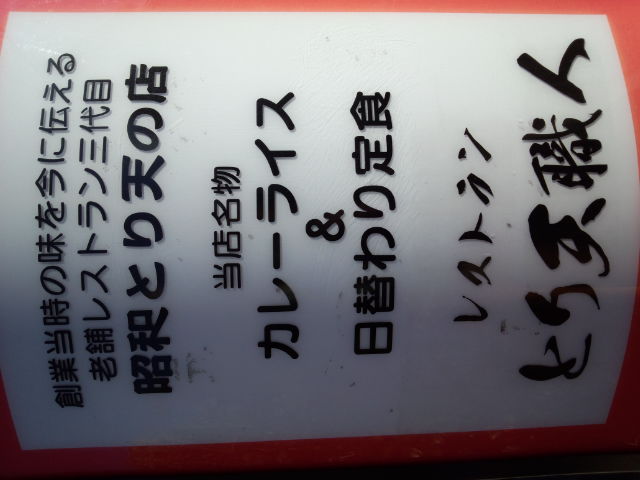 創業当時の味を今に伝える
老舗レストラン三代目
昭和とり天の店
当店名物
カレーライス
&
日替わり定食
レストラン
とり天職人